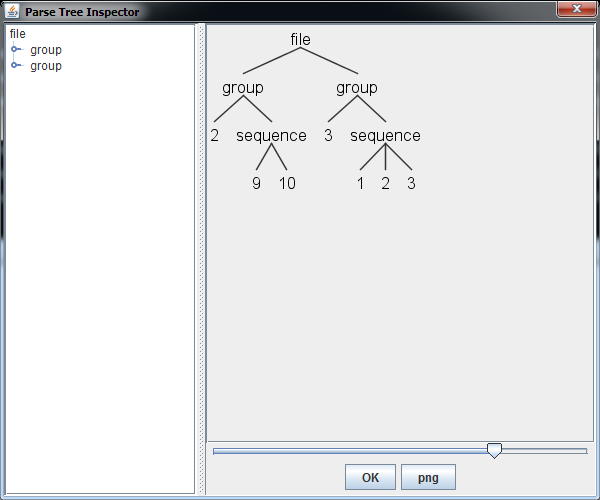 Parse Tree Inspector
file
group
group
file
group group
2 sequence 3 sequence
9 10 1 2 3
OK png